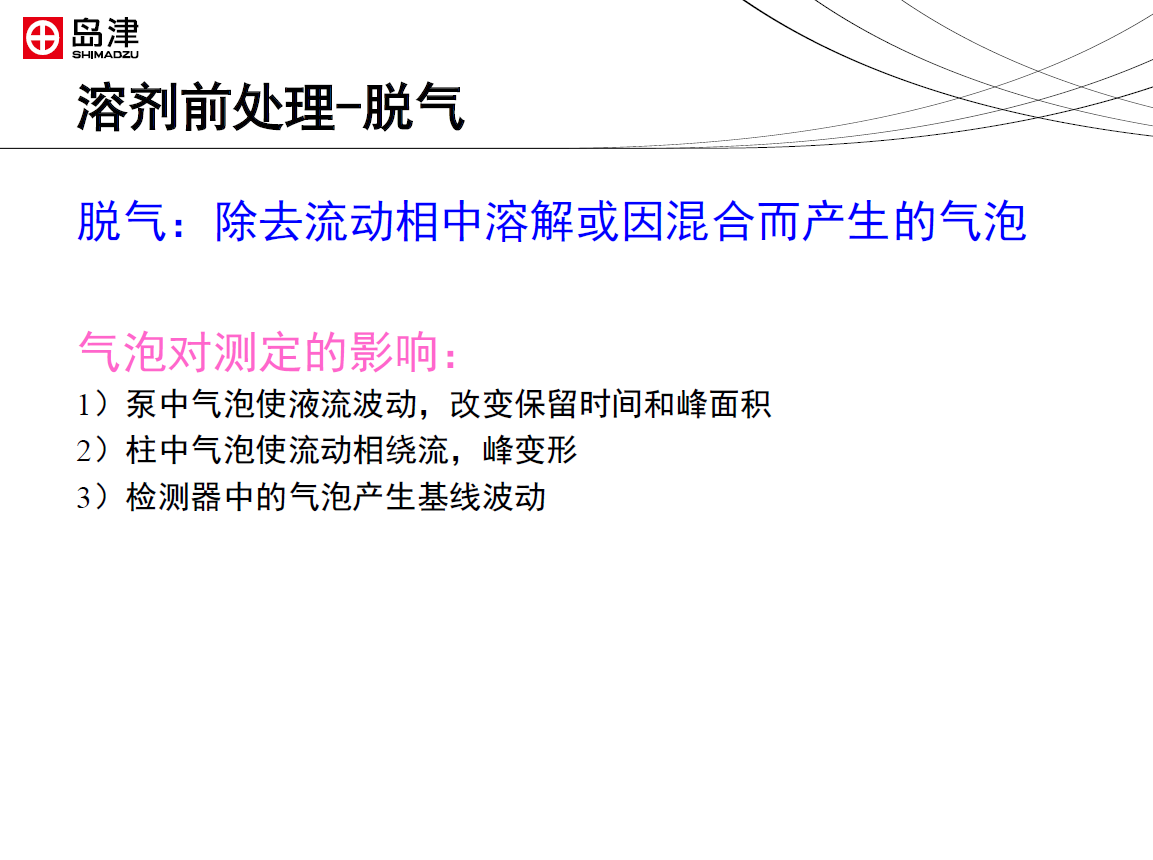 岛津
SHIMADZU
溶剂前处理-脱气
脱气：除去流动相中溶解或因混合而产生的气泡
气泡对测定的影响：
1）泵中气泡使液流波动，改变保留时间和峰面积
2）柱中气泡使流动相绕流，峰变形
3）检测器中的气泡产生基线波动